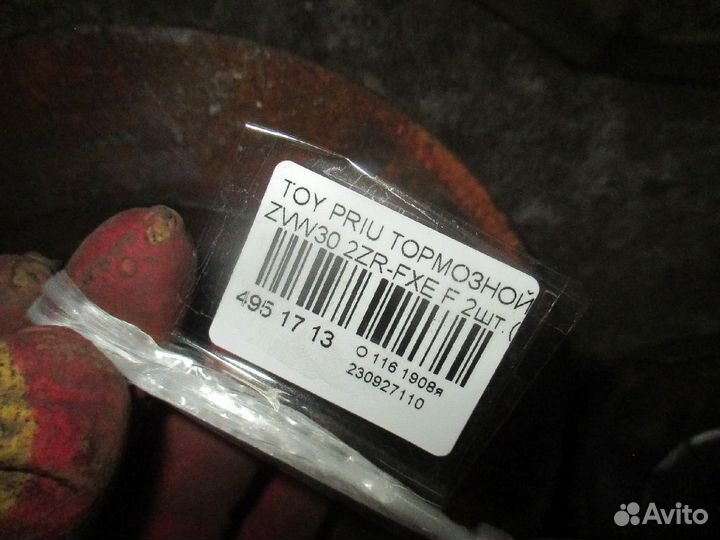 TOY PRIU ТОРМОЗНОЙ
ZVW30 2ZR-FXE F 2шт.(
495 17 13
О 116 1908я
230927110
Avito